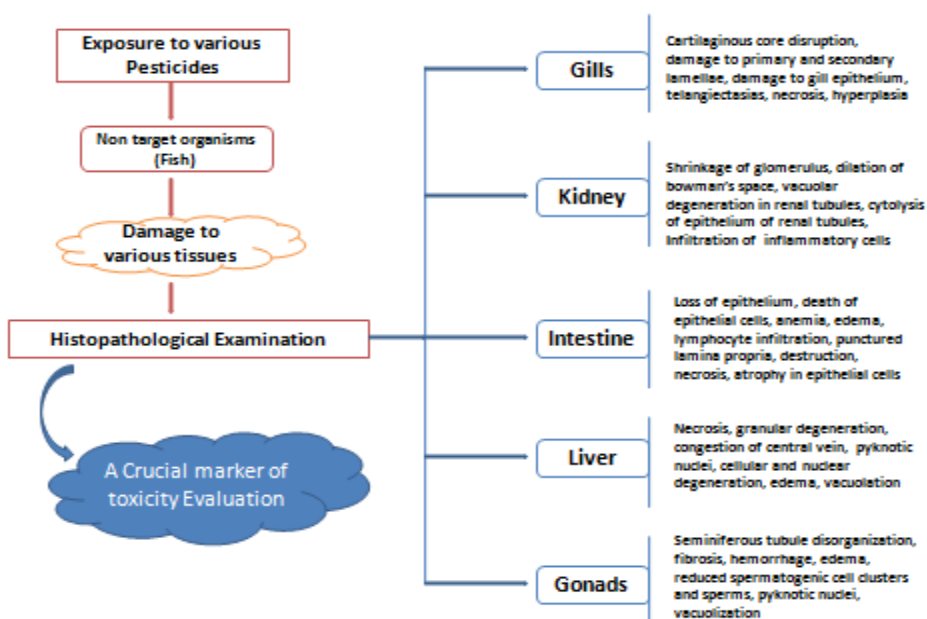 Exposure to various
Pesticides
Non target organisms
(Fish)
Damage to
various tissues
Histopathological Examination
A Crucial marker of
toxicity Evaluation
Gills
Cartilaginous core disruption,
damage to primary and secondary
lamellae, damage to gill epithelium,
telangiectasias, necrosis, hyperplasia
Kidney
Shrinkage of glomerulus, dilation of
bowman's space, vacuolar
degeneration in renal tubules, cytolysis
of epithelium of renal tubules,
Infiltration of inflammatory cells
Intestine
Loss of epithelium, death of
epithelial cells, anemia, edema,
lymphocyte infiltration, punctured
lamina propria, destruction,
necrosis, atrophy in epithelial cells
Liver
Necrosis, granular degeneration,
congestion of central vein, pyknotic
nuclei, cellular and nuclear
degeneration, edema, vacuolation
Gonads
Seminiferous tubule disorganization,
fibrosis, hemorrhage, edema,
reduced spermatogenic cell clusters
and sperms, pyknotic nuclei,
vacuolization